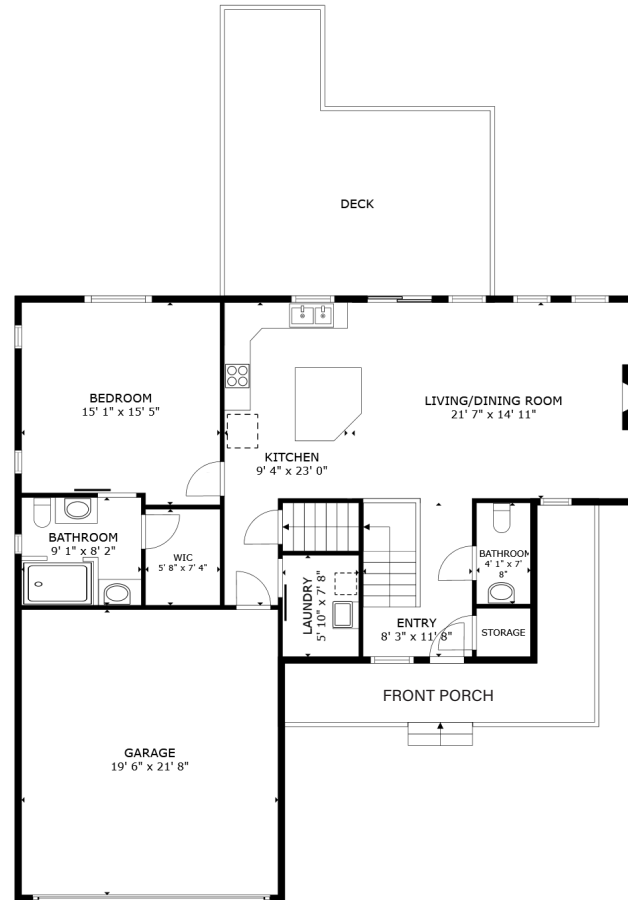 DECK
BEDROOM
15' 1" x 15' 5"
LIVING/DINING ROOM
21' 7" x 14' 11"
KITCHEN
9' 4" x 23' 0"
BATHROOM
9' 1" x 8' 2"
WIC
5' 8" x 7' 4"
LAUNDRY
5' 10" x 7' 8"
BATHROOM
4' 1" x 7'
8"
ENTRY
8' 3" x 11' 8"
STORAGE
FRONT PORCH
GARAGE
19' 6" x 21' 8"